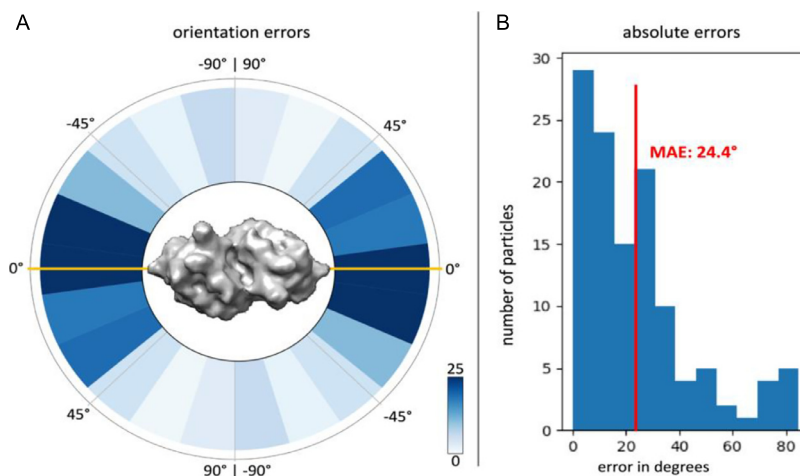 A
orientation errors
-90° | 90°
-45°
45°
0°
0°
45°
-45°
90° | -90°
25
0
B
absolute errors
30
25
20
15
10
5
0
number of particles
MAE: 24.4°
0 20 40 60 80
error in degrees